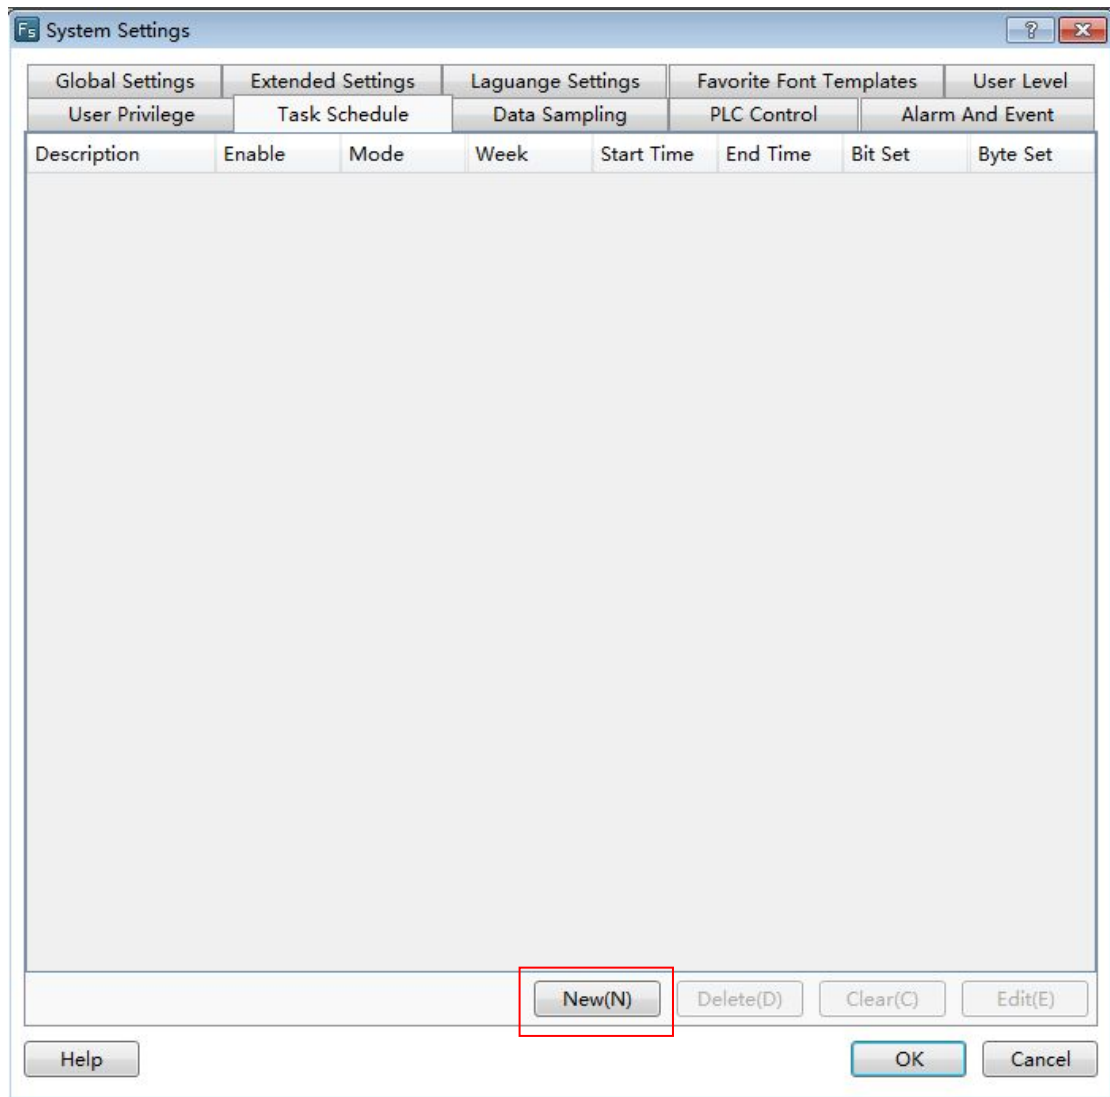 Fs System Settings ?
Global Settings Extended Settings Laguange Settings Favorite Font Templates User Level
User Privilege Task Schedule Data Sampling PLC Control Alarm And Event
Description Enable Mode Week Start Time End Time Bit Set Byte Set
New(N) Delete(D) Clear(C) Edit(E)
Help OK Cancel